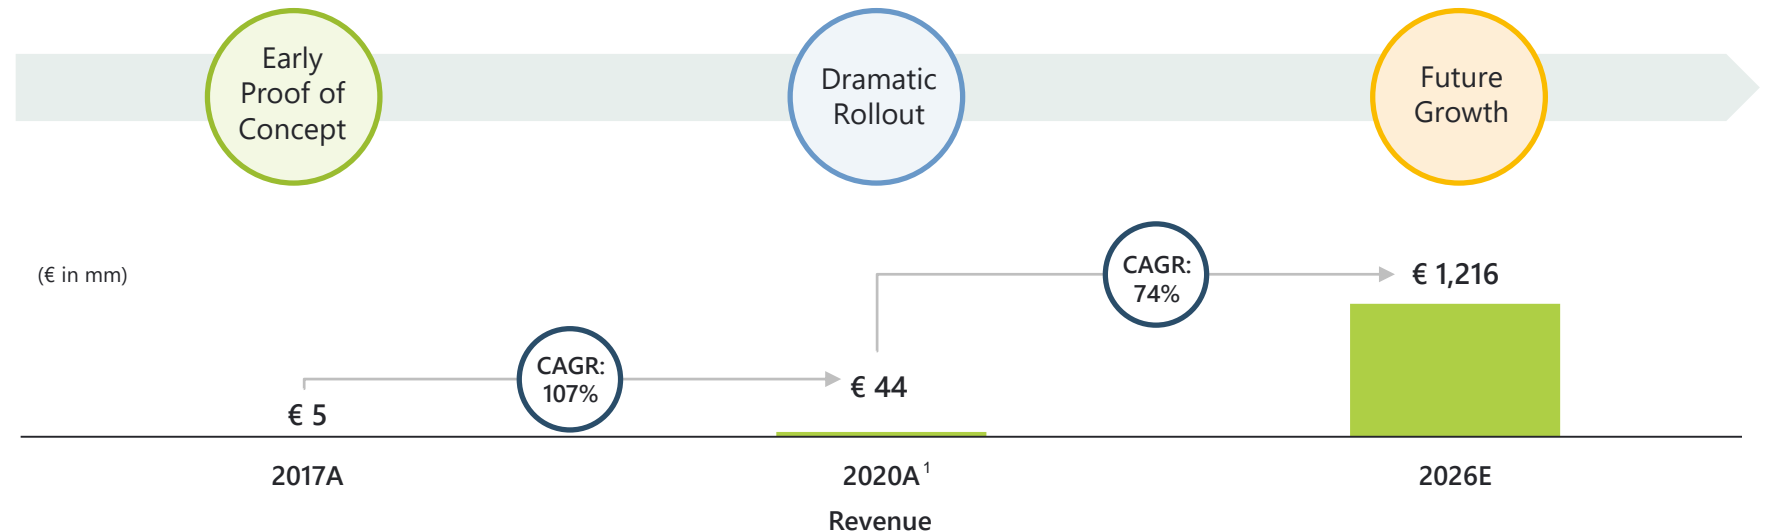 Early
Proof of
Concept
Dramatic
Rollout
Future
Growth
(€ in mm)
CAGR:
74%
€ 1,216
CAGR:
107%
€ 44
€ 5
2017A
2020A 1
2026E
Revenue